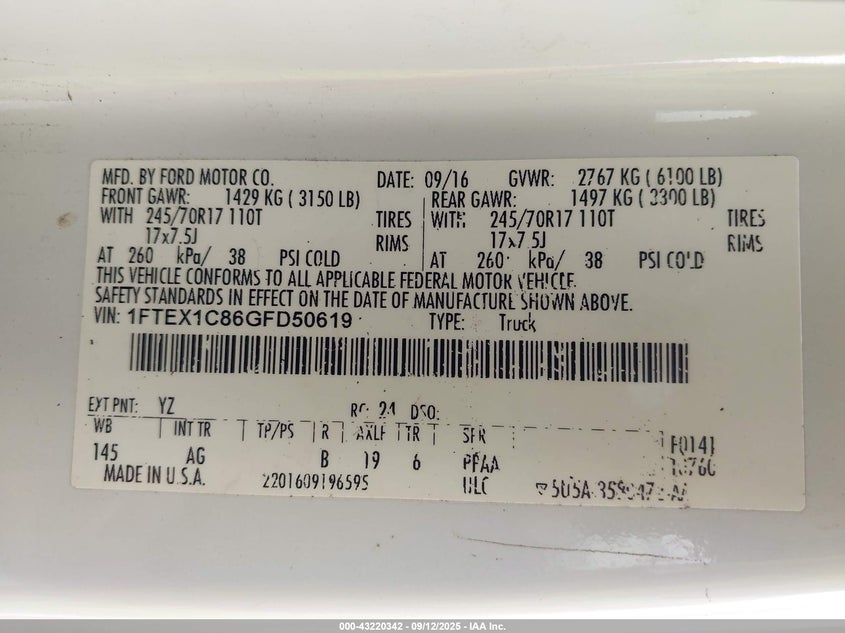 MFD. BY FORD MOTOR CO. DATE: 09/16 GVWR: 2767 KG ( 6100 LB)
FRONT GAWR: 1429 KG ( 3150 LB) REAR GAWR: 1497 KG ( 3300 LB)
WITH 245/70R17 110T TIRES WITH 245/70R17 110T TIRES
17x7.5J RIMS 17x7.5J RIMS
AT 260 kPa/ 38 PSI COLD AT 260 kPa/ 38 PSI COLD
THIS VEHICLE CONFORMS TO ALL APPLICABLE FEDERAL MOTOR VEHICLE
SAFETY STANDARDS IN EFFECT ON THE DATE OF MANUFACTURE SHOWN ABOVE.
VIN: 1FTEX1C86GFD50619 TYPE: Truck
EXT PNT: YZ RC: 24 DSO:
WB INT TR TP/PS R AXLE TR SPR
145 AG B 19 6 PFAA
MADE IN U.S.A. 2201609196595 ULC
000-43220342 - 09/12/2025 - IAA Inc.